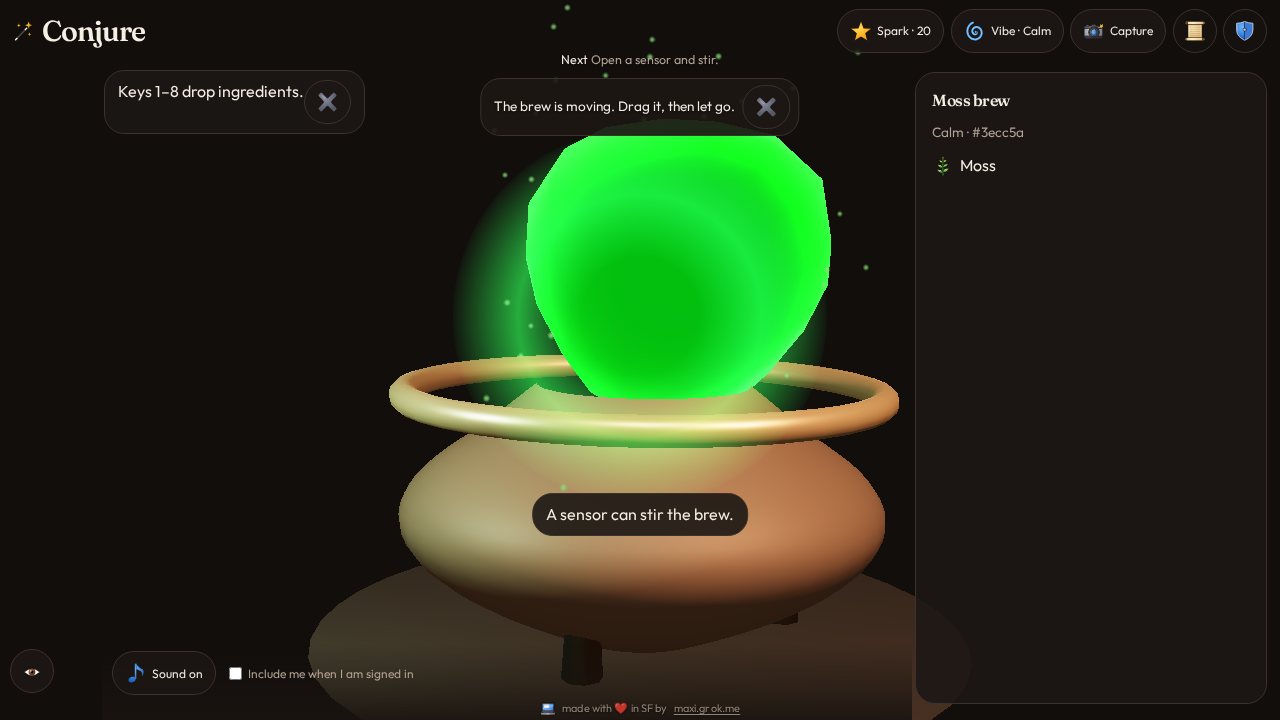 Conjure
Spark · 20
Vibe · Calm
Capture
Next Open a sensor and stir.
Keys 1–8 drop ingredients.
The brew is moving. Drag it, then let go.
Moss brew
Calm · #3ecc5a
Moss
A sensor can stir the brew.
Sound on
Include me when I am signed in
made with ❤️ in SF by maxi.grok.me